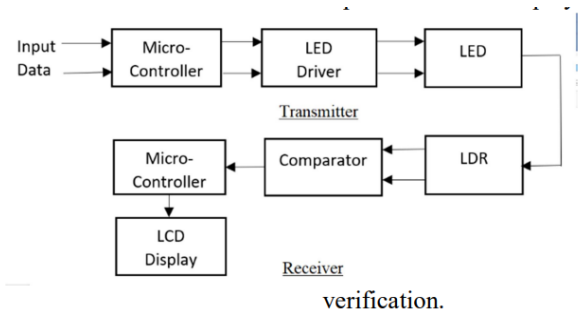 Input
Data
Micro-
Controller
LED
Driver
LED
Transmitter
Micro-
Controller
Comparator
LDR
LCD
Display
Receiver
verification.